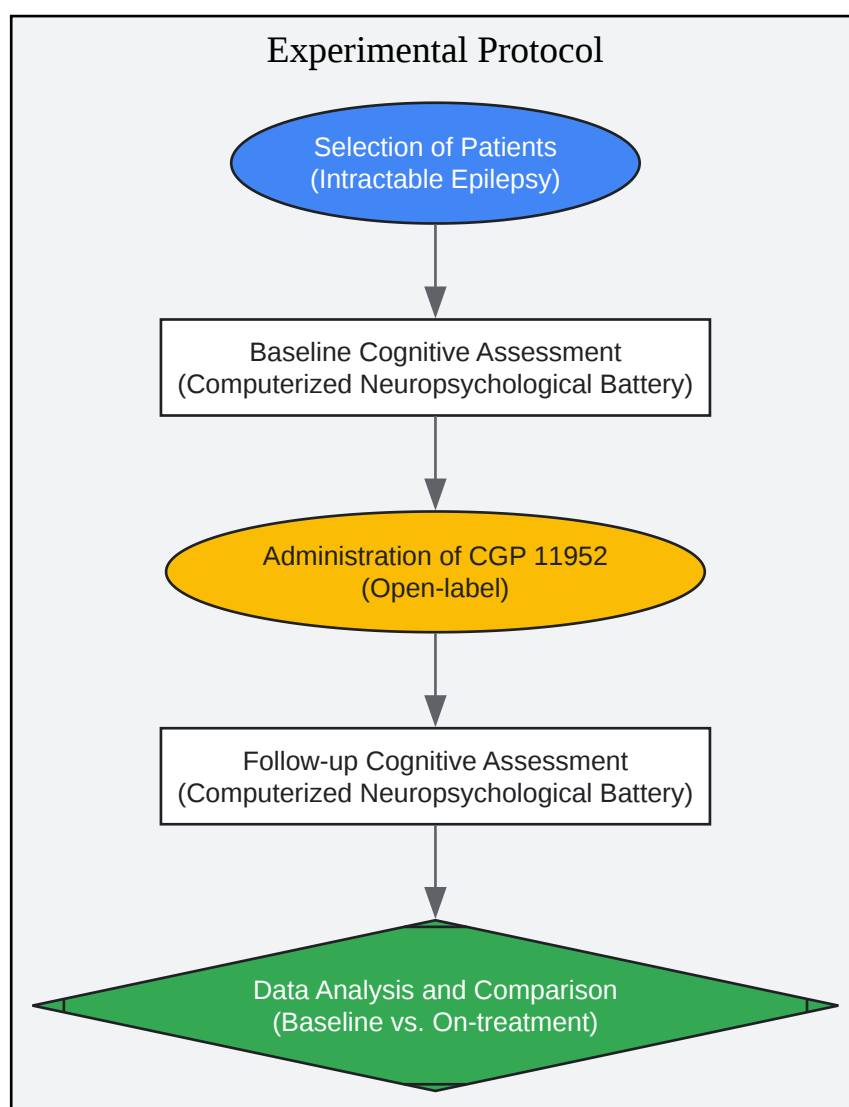 Experimental Protocol
Selection of Patients
(Intractable Epilepsy)
Baseline Cognitive Assessment
(Computerized Neuropsychological Battery)
Administration of CGP 11952
(Open-label)
Follow-up Cognitive Assessment
(Computerized Neuropsychological Battery)
Data Analysis and Comparison
(Baseline vs. On-treatment)